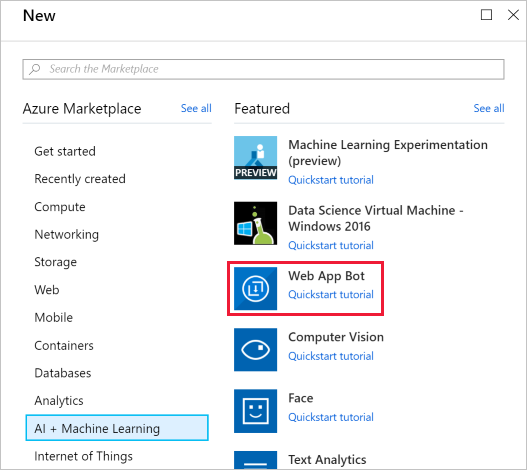 New
Search the Marketplace
Azure Marketplace
See all
Get started
Recently created
Compute
Networking
Storage
Web
Mobile
Containers
Databases
Analytics
AI + Machine Learning
Internet of Things
Featured
See all
PREVIEW
Machine Learning Experimentation
(preview)
Quickstart tutorial
Data Science Virtual Machine -
Windows 2016
Quickstart tutorial
Web App Bot
Quickstart tutorial
Computer Vision
Quickstart tutorial
Face
Quickstart tutorial
Text Analytics